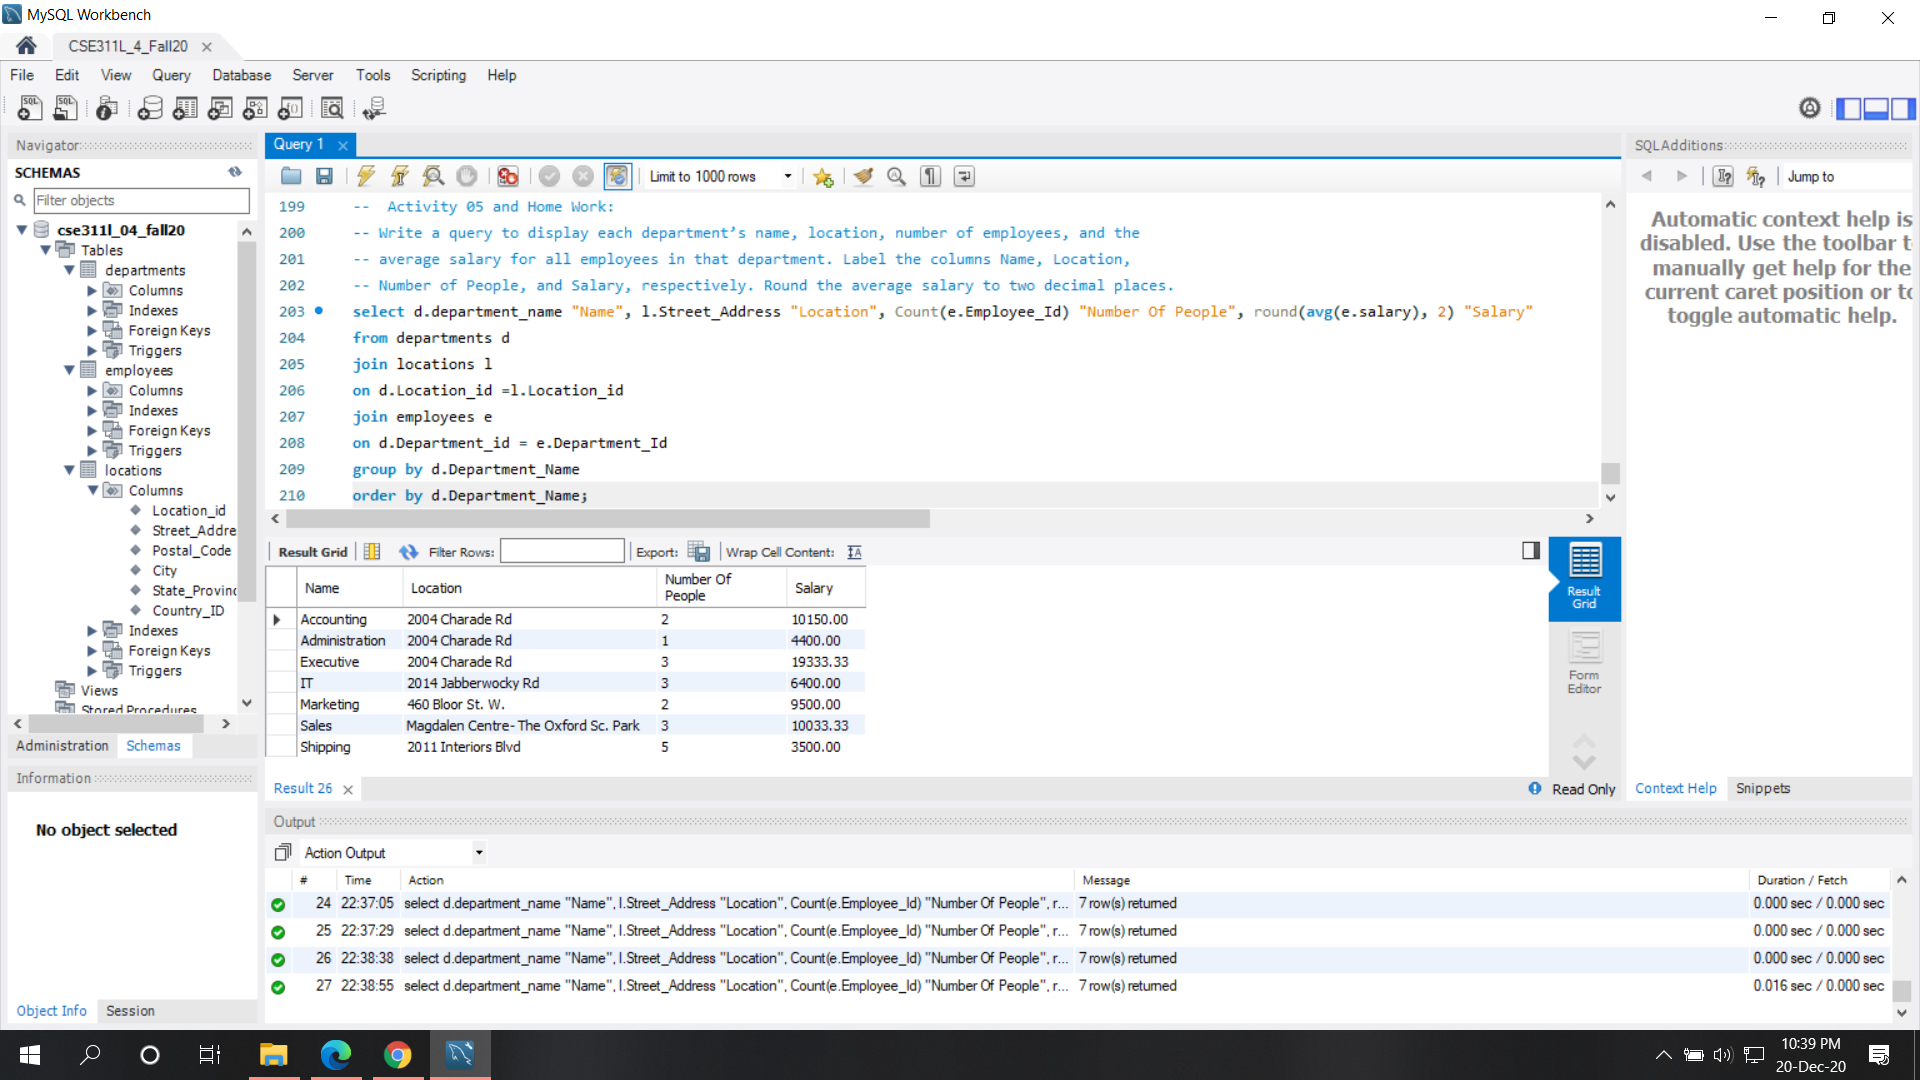 MySQL Workbench
CSE311L_4_Fall20
File Edit View Query Database Server Tools Scripting Help
Navigator
SCHEMAS
Filter objects
cse311l_04_fall20
Tables
departments
Columns
Indexes
Foreign Keys
Triggers
employees
Columns
Indexes
Foreign Keys
Triggers
locations
Columns
Location_id
Street_Addre
Postal_Code
City
State_Provinc
Country_ID
Indexes
Foreign Keys
Triggers
Views
Stored Procedures
Administration Schemas
Information
No object selected
Object Info Session
Query 1
Limit to 1000 rows
199 -- Activity 05 and Home Work:
200 -- Write a query to display each department’s name, location, number of employees, and the
201 -- average salary for all employees in that department. Label the columns Name, Location,
202 -- Number of People, and Salary, respectively. Round the average salary to two decimal places.
203 select d.department_name "Name", l.Street_Address "Location", Count(e.Employee_Id) "Number Of People", round(avg(e.salary), 2) "Salary"
204 from departments d
205 join locations l
206 on d.Location_id =l.Location_id
207 join employees e
208 on d.Department_id = e.Department_Id
209 group by d.Department_Name
210 order by d.Department_Name;
Result Grid Filter Rows: Export: Wrap Cell Content:
Name Location Number Of People Salary
Accounting 2004 Charade Rd 2 10150.00
Administration 2004 Charade Rd 1 4400.00
Executive 2004 Charade Rd 3 19333.33
IT 2014 Jabberwocky Rd 3 6400.00
Marketing 460 Bloor St. W. 2 9500.00
Sales Magdalen Centre- The Oxford Sc. Park 3 10033.33
Shipping 2011 Interiors Blvd 5 3500.00
Result Grid
Form Editor
Result 26
Read Only
SQLAdditions
Jump to
Automatic context help is
disabled. Use the toolbar t
manually get help for the
current caret position or to
toggle automatic help.
Context Help Snippets
Output
Action Output
# Time Action Message Duration / Fetch
24 22:37:05 select d.department_name "Name", l.Street_Address "Location", Count(e.Employee_Id) "Number Of People", r... 7 row(s) returned 0.000 sec / 0.000 sec
25 22:37:29 select d.department_name "Name", l.Street_Address "Location", Count(e.Employee_Id) "Number Of People", r... 7 row(s) returned 0.000 sec / 0.000 sec
26 22:38:38 select d.department_name "Name", l.Street_Address "Location", Count(e.Employee_Id) "Number Of People", r... 7 row(s) returned 0.000 sec / 0.000 sec
27 22:38:55 select d.department_name "Name", l.Street_Address "Location", Count(e.Employee_Id) "Number Of People", r... 7 row(s) returned 0.016 sec / 0.000 sec
10:39 PM
20-Dec-20